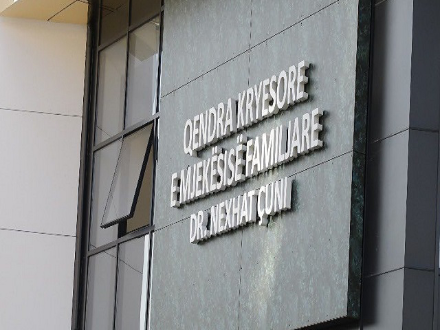 QENDRA KRYESORE
E MJEKËSISË FAMILJARE
DR. NEXHAT ÇUNI